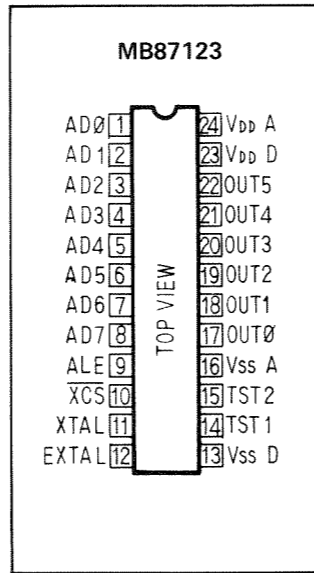 MB87123
ADØ 1 24 VDD A
AD1 2 23 VDD D
AD2 3 22 OUT5
AD3 4 21 OUT4
AD4 5 20 OUT3
AD5 6 19 OUT2
AD6 7 18 OUT1
AD7 8 17 OUTØ
ALE 9 16 Vss A
XCS 10 15 TST2
XTAL 11 14 TST1
EXTAL 12 13 Vss D
TOP VIEW